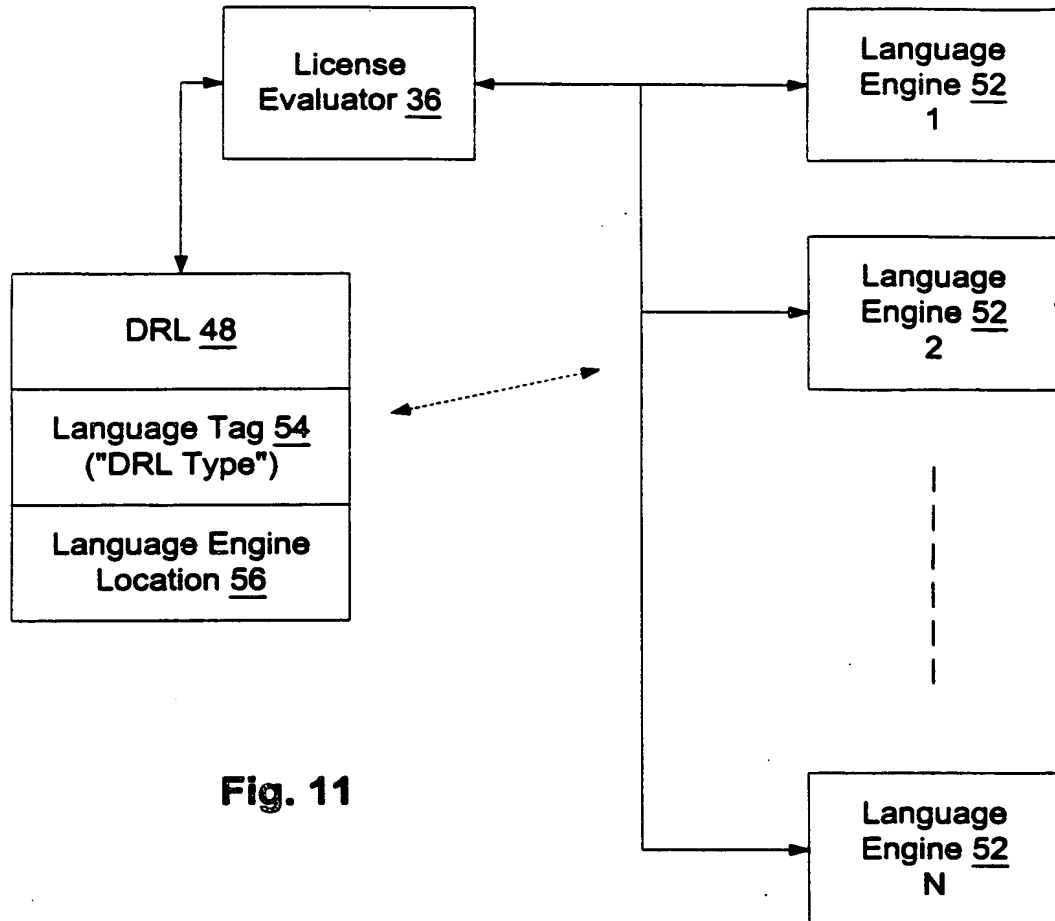 License
Evaluator 36
Language
Engine 52
1
Language
Engine 52
2
DRL 48
Language Tag 54
("DRL Type")
Language Engine
Location 56
Fig. 11
Language
Engine 52
N